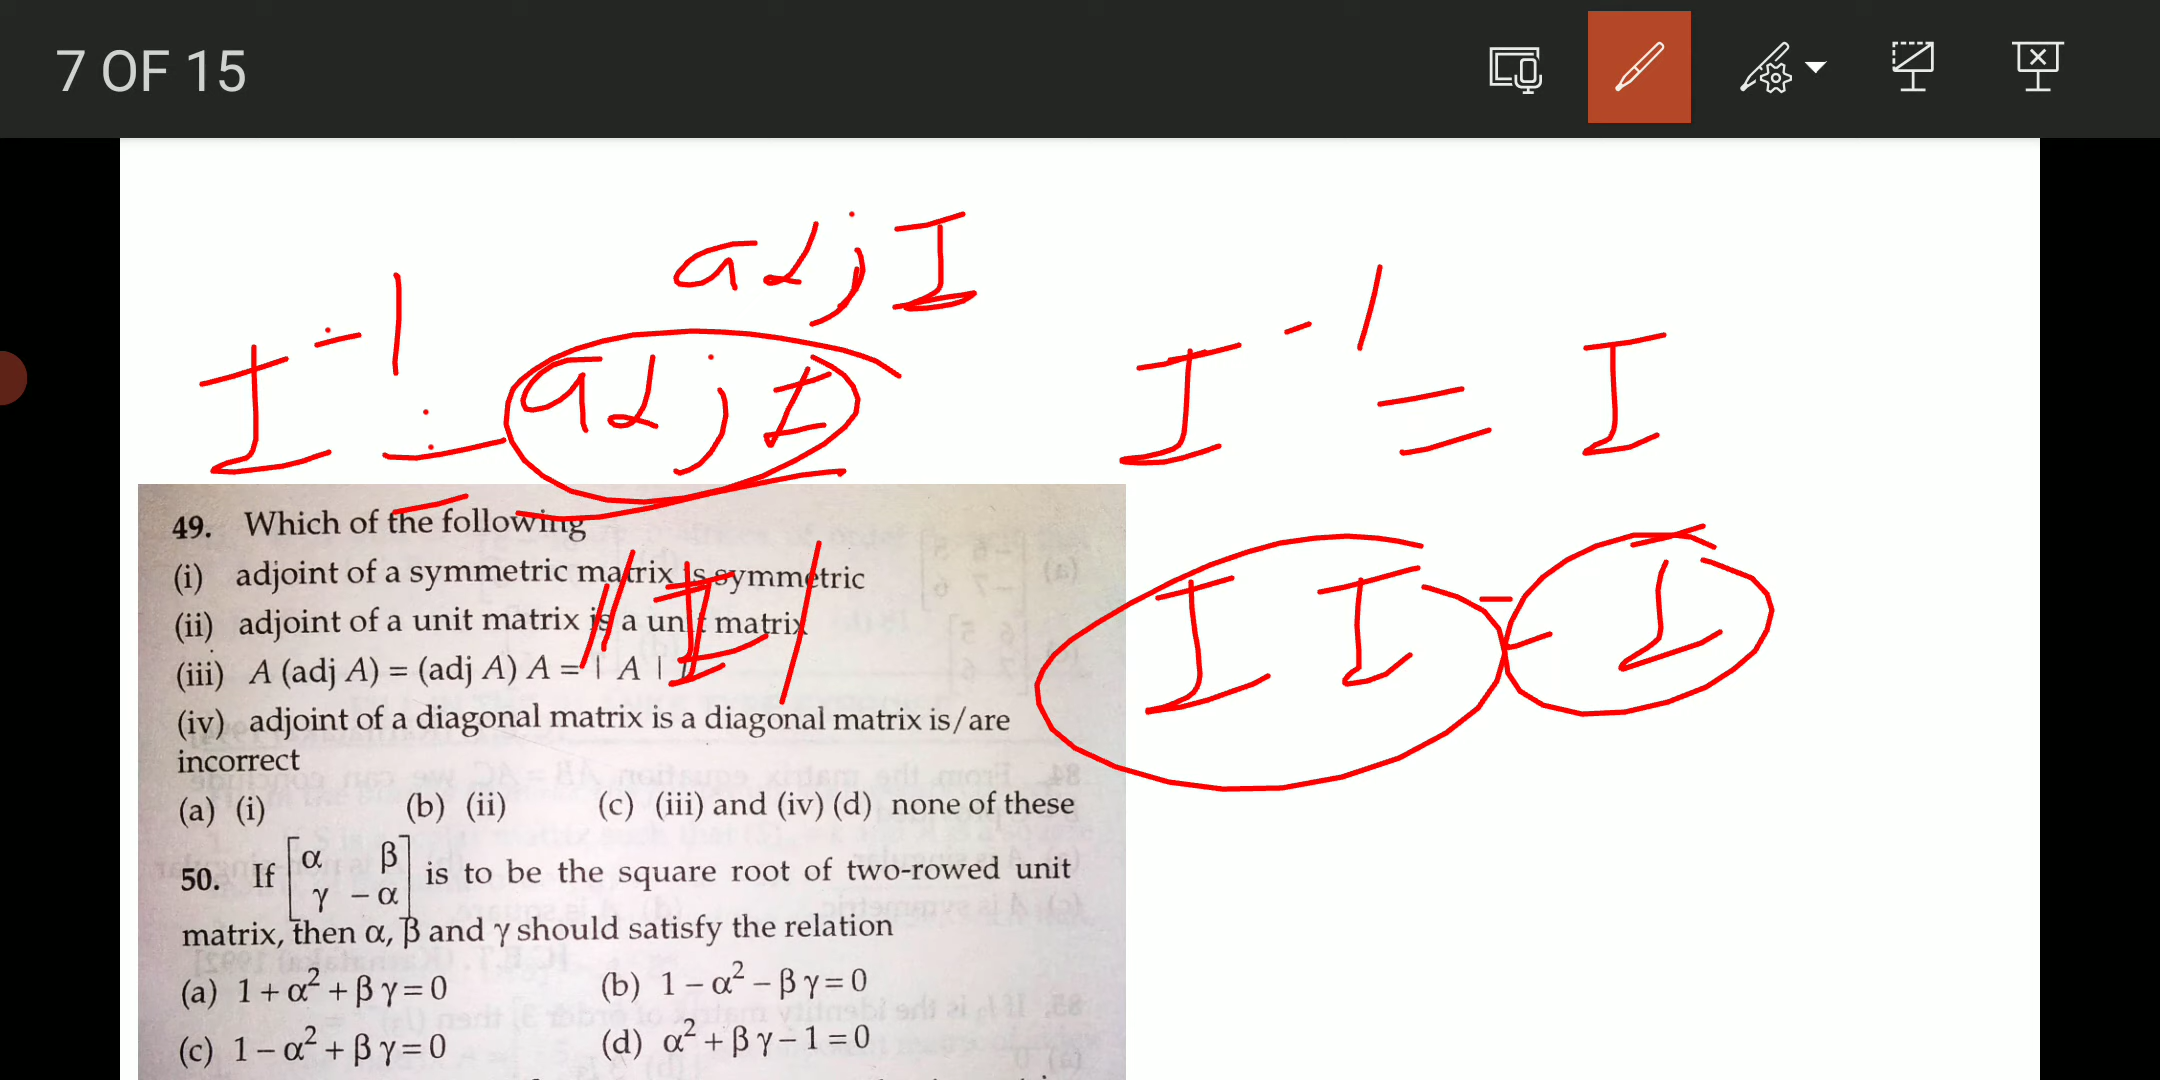 7 OF 15
adj I
I⁻¹ = adj I
|I|
I⁻¹ = I
I I = I
49. Which of the following
(i) adjoint of a symmetric matrix is symmetric
(ii) adjoint of a unit matrix is a unit matrix
(iii) A (adj A) = (adj A) A = | A | I
(iv) adjoint of a diagonal matrix is a diagonal matrix is/are
incorrect
(a) (i) (b) (ii) (c) (iii) and (iv) (d) none of these
50. If [α β; γ – α] is to be the square root of two-rowed unit
matrix, then α, β and γ should satisfy the relation
(a) 1 + α² + β γ = 0 (b) 1 – α² – β γ = 0
(c) 1 – α² + β γ = 0 (d) α² + β γ – 1 = 0